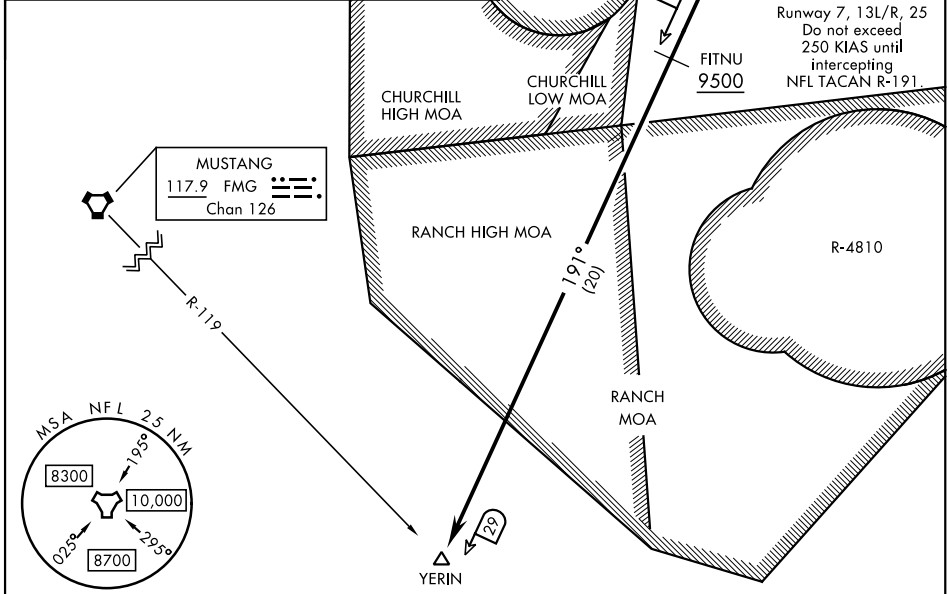 Runway 7, 13L/R, 25
Do not exceed
250 KIAS until
intercepting
NFL TACAN R-191.
FITNU
9500
CHURCHILL
HIGH MOA
CHURCHILL
LOW MOA
MUSTANG
117.9 FMG
Chan 126
RANCH HIGH MOA
R-4810
191°
(20)
R-119
RANCH
MOA
MSA NFL 25 NM
195°
8300
10,000
025°
295°
8700
29
YERIN